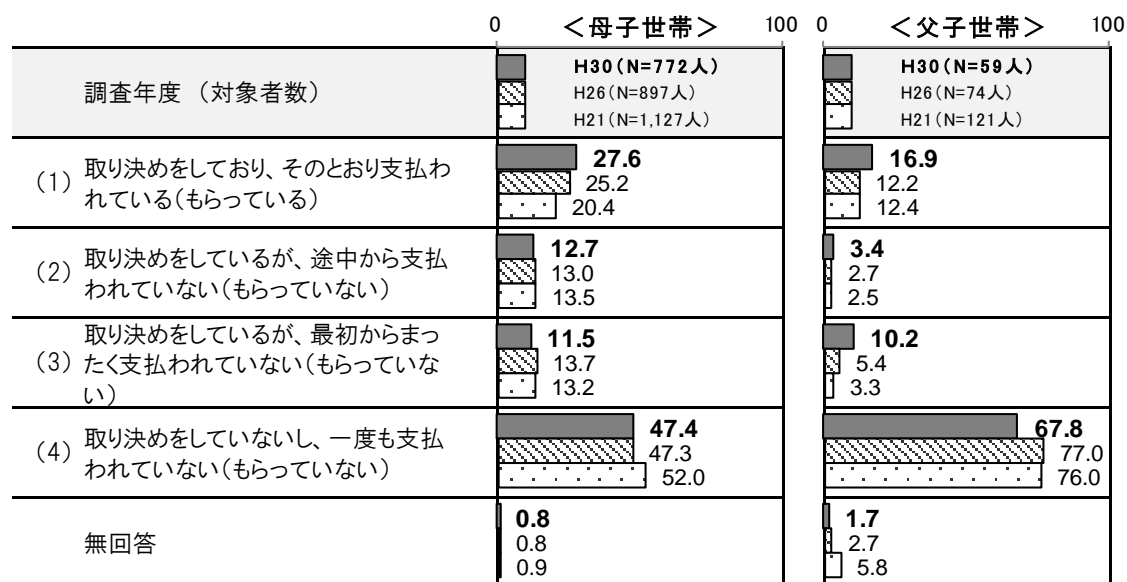 0 <母子世帯> 100 0 <父子世帯> 100
調査年度 (対象者数)
H30(N=772人)
H26(N=897人)
H21(N=1,127人)
H30(N=59人)
H26(N=74人)
H21(N=121人)
(1) 取り決めをしており、そのとおり支払わ
れている(もらっている)
27.6
25.2
20.4
16.9
12.2
12.4
(2) 取り決めをしているが、途中から支払
われていない(もらっていない)
12.7
13.0
13.5
3.4
2.7
2.5
取り決めをしているが、最初からまっ
(3) たく支払われていない(もらっていな
い)
11.5
13.7
13.2
10.2
5.4
3.3
(4) 取り決めをしていないし、一度も支払
われていない(もらっていない)
47.4
47.3
52.0
67.8
77.0
76.0
無回答
0.8
0.8
0.9
1.7
2.7
5.8